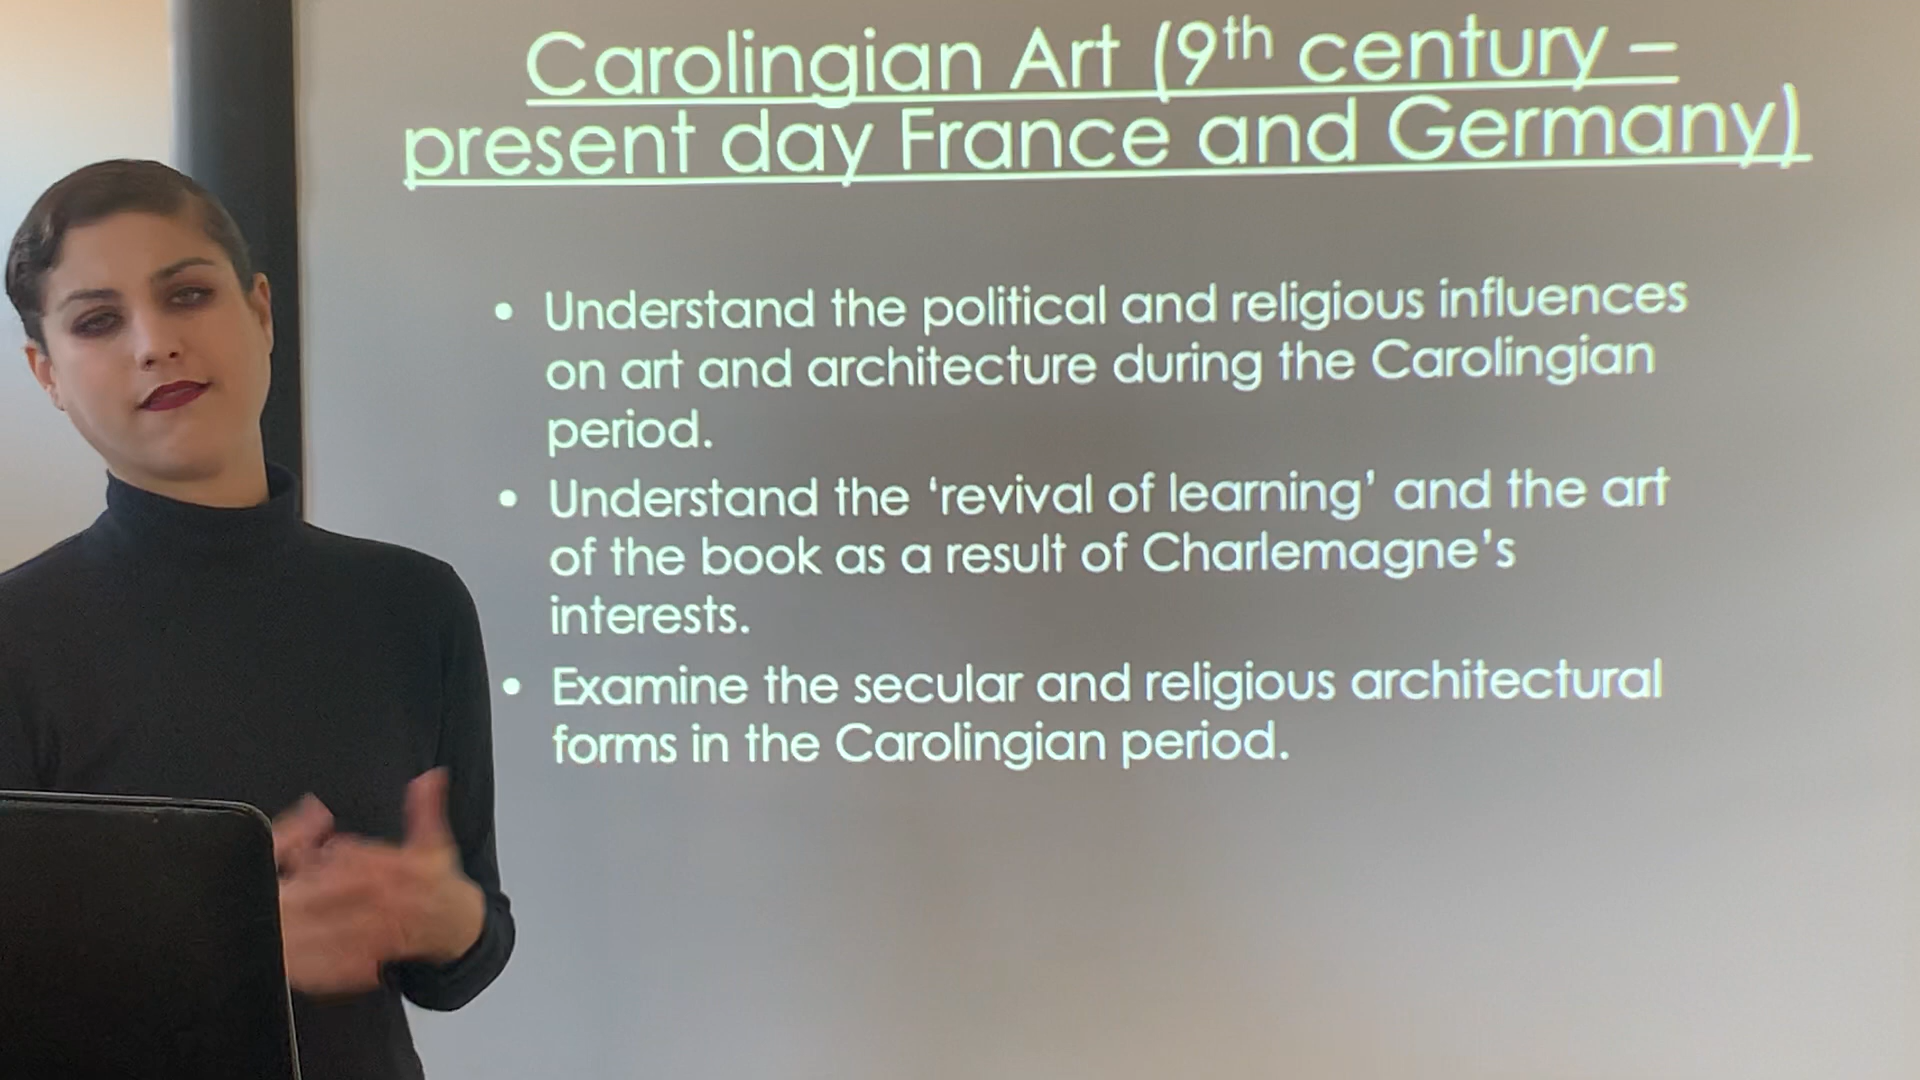 Carolingian Art (9th century –
present day France and Germany)
• Understand the political and religious influences
on art and architecture during the Carolingian
period.
• Understand the ‘revival of learning’ and the art
of the book as a result of Charlemagne’s
interests.
• Examine the secular and religious architectural
forms in the Carolingian period.